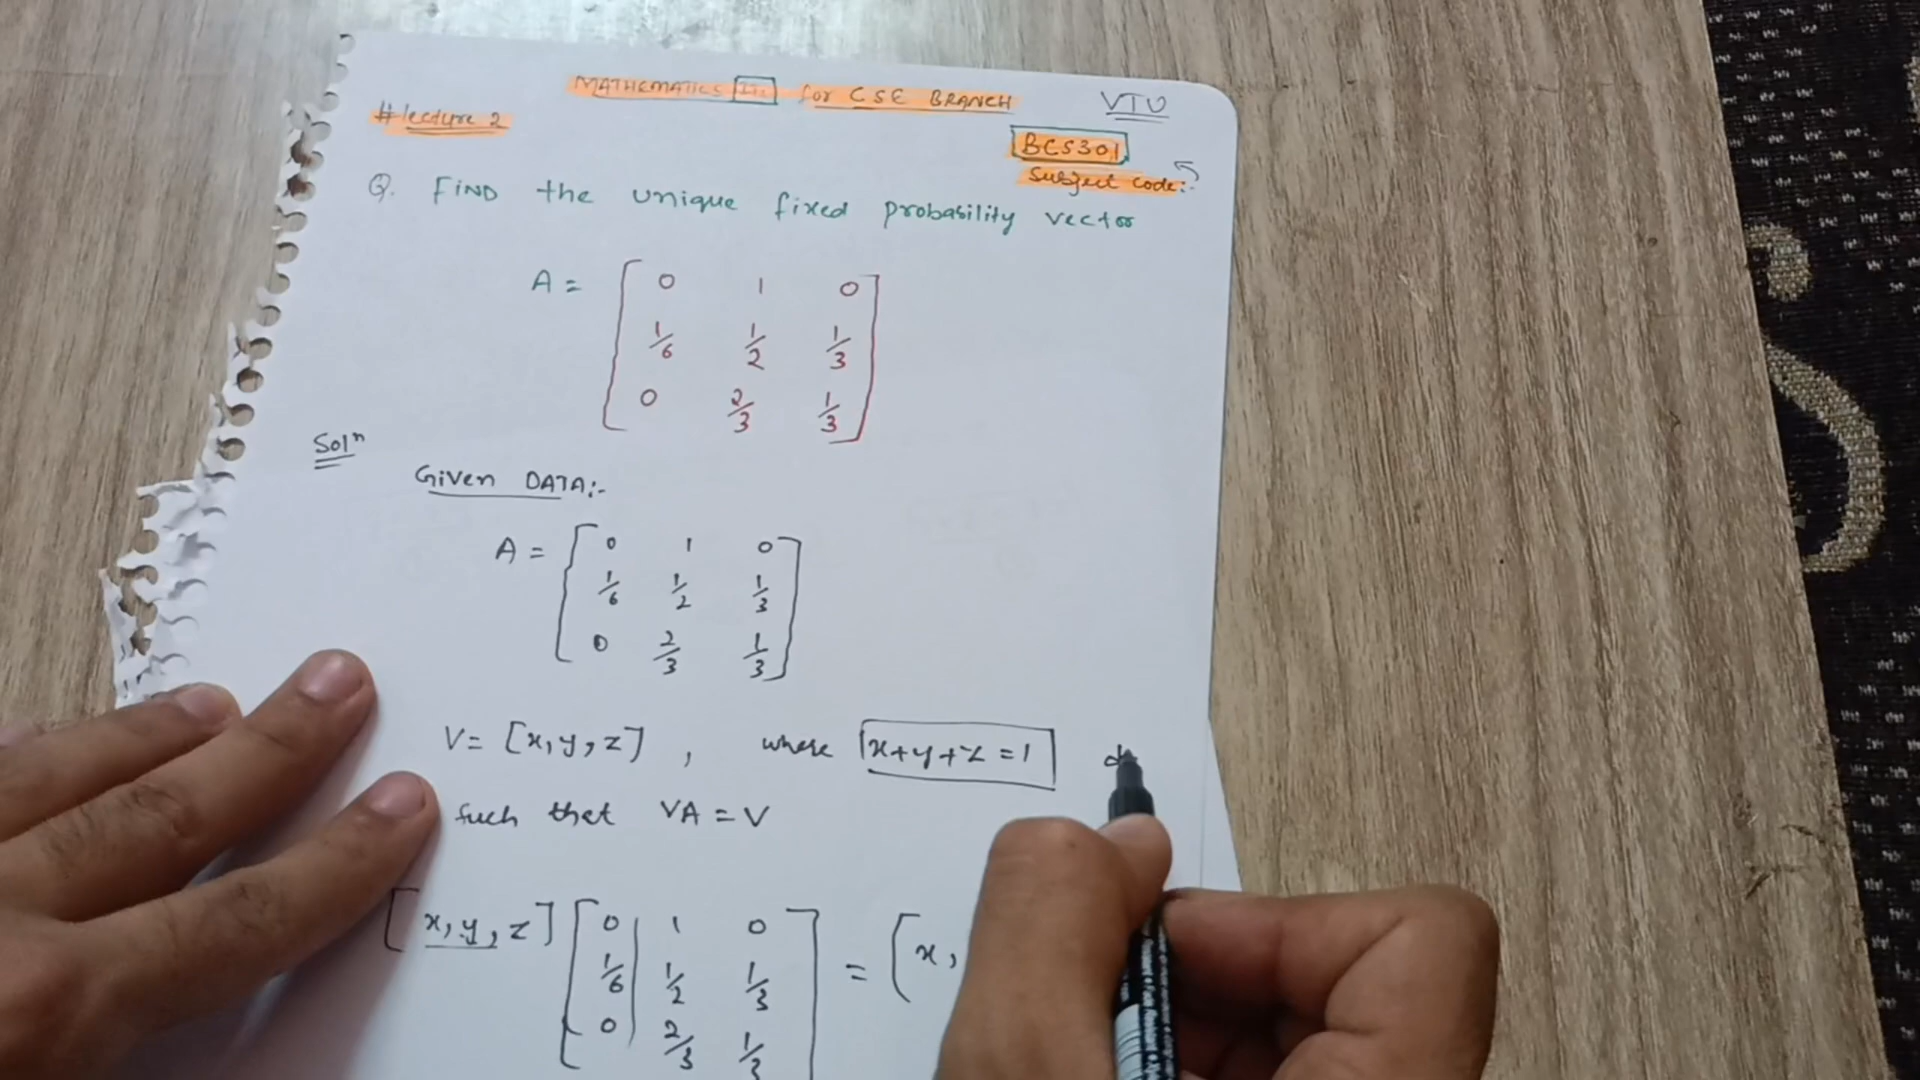 MATHEMATICS III for CSE BRANCH VTU
#lecture 2
BCS301
Subject code:-
Q. FIND the unique fixed probability vector
A = [ 0 1 0
1/6 1/2 1/3
0 2/3 1/3 ]
Solⁿ
Given DATA:-
A = [ 0 1 0
1/6 1/2 1/3
0 2/3 1/3 ]
V = [x, y, z] , where x+y+z=1
such that VA = V
[x, y, z] [ 0 1 0
1/6 1/2 1/3 = [x,
0 2/3 1/3